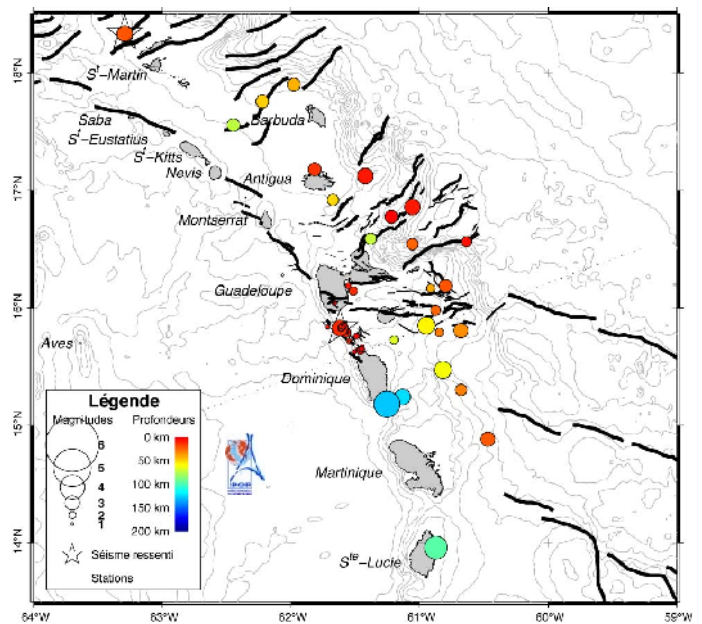 18°N
17°N
16°N
15°N
14°N
64°W
63°W
62°W
61°W
60°W
59°W
Sᵗ-Martin
Saba
Sᵗ-Eustatius
Sᵗ-Kitts
Nevis
Barbuda
Antigua
Montserrat
Guadeloupe
Aves
Dominique
Martinique
Sᵗᵉ-Lucie
Légende
Magnitudes Profondeurs
6
5
4
3
2
1
0 km
50 km
100 km
150 km
200 km
Séisme ressenti
Stations